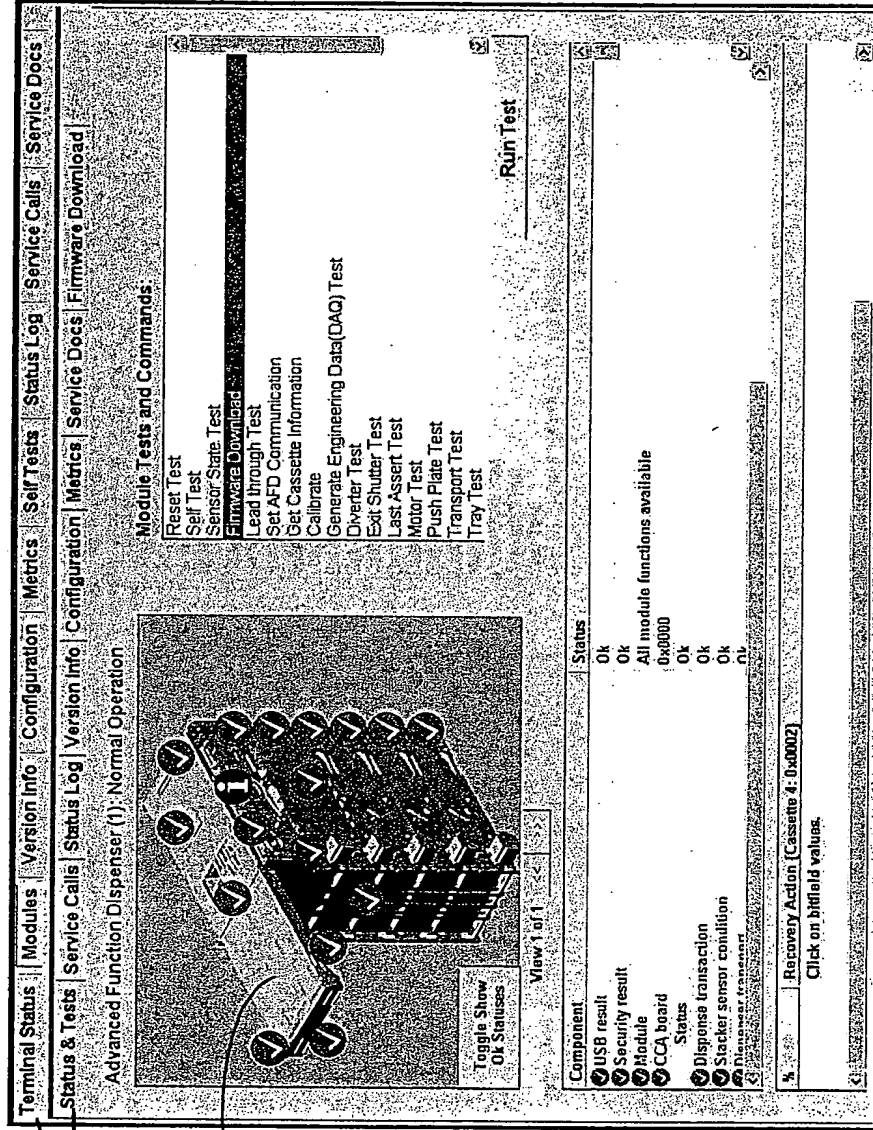 Terminal Status Modules Version Info Configuration Metrics Self Tests Status Log Service Calls Service Docs
Status & Tests Service Calls Status Log Version Info Configuration Metrics Service Docs Firmware Download
Advanced Function Dispenser (1): Normal Operation
Toggle Show
Ok Statuses
View 1 of 1 << >>
Module Tests and Commands:
Reset Test
Self Test
Sensor State Test
Firmware Download
Lead through Test
Set AFD Communication
Get Cassette Information
Calibrate
Generate Engineering Data(DAQ) Test
Diverter Test
Exit Shutter Test
Last Assert Test
Motor Test
Push Plate Test
Transport Test
Tray Test
Run Test
Component Status
USB result Ok
Security result Ok
Module All module functions available
CCA board 0x0000
Status Ok
Dispense transaction Ok
Stacker sensor condition Ok
Dispenser transport Ok
% Recovery Action [Cassette 4: 0x0002]
Click on bitfield values.